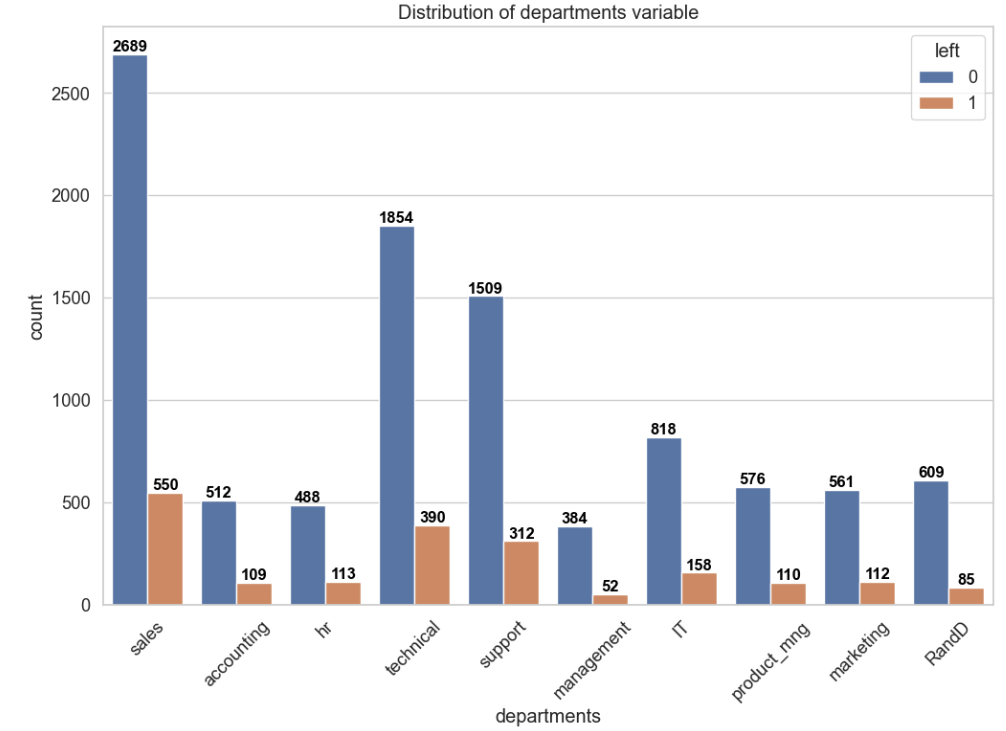 Distribution of departments variable
left
0
1
count
2500
2000
1500
1000
500
0
2689
550
512
109
488
113
1854
390
1509
312
384
52
818
158
576
110
561
112
609
85
sales
accounting
hr
technical
support
management
IT
product_mng
marketing
RandD
departments